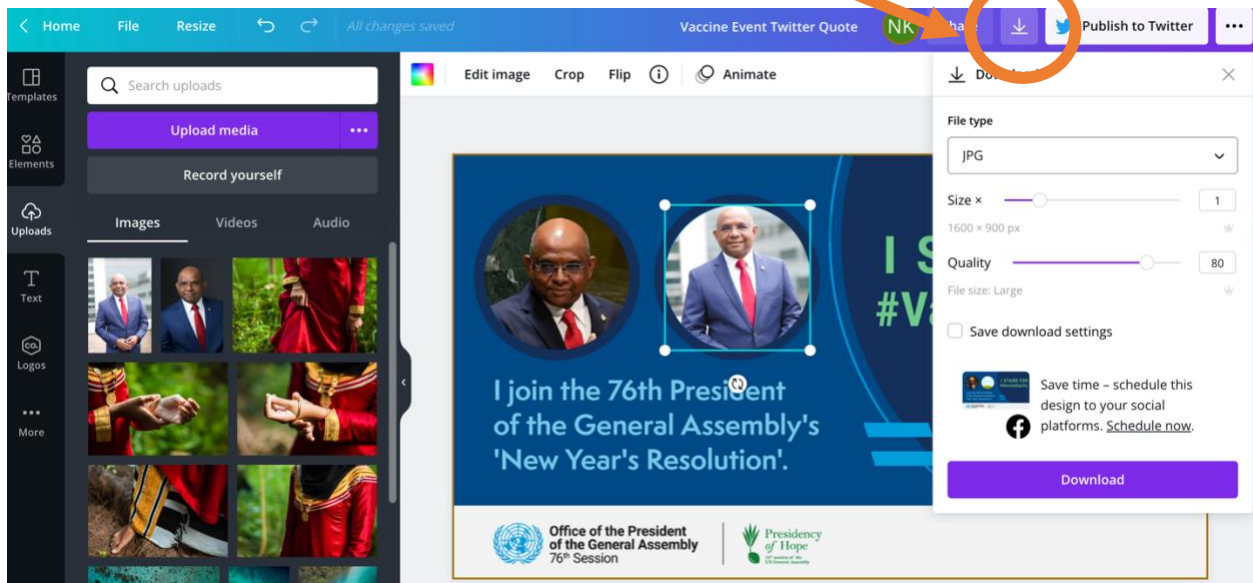 Home File Resize All changes saved Vaccine Event Twitter Quote NK Publish to Twitter
Templates
Elements
Uploads
Text
CO.
Logos
More
Search uploads
Upload media
Record yourself
Images Videos Audio
Edit image Crop Flip Animate
I join the 76th President
of the General Assembly's
'New Year's Resolution'.
Office of the President
of the General Assembly
76th Session
Presidency
of Hope
File type
JPG
Size × 1
1600 × 900 px
Quality 80
File size: Large
Save download settings
Save time – schedule this
design to your social
platforms. Schedule now.
Download